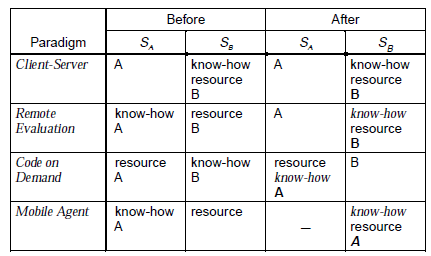 Before After
Paradigm S_A S_B S_A S_B
Client-Server A know-how A know-how
resource resource
B B
Remote know-how resource A know-how
Evaluation A B resource
B
Code on resource know-how resource B
Demand A B know-how
A
Mobile Agent know-how resource — know-how
A resource
A